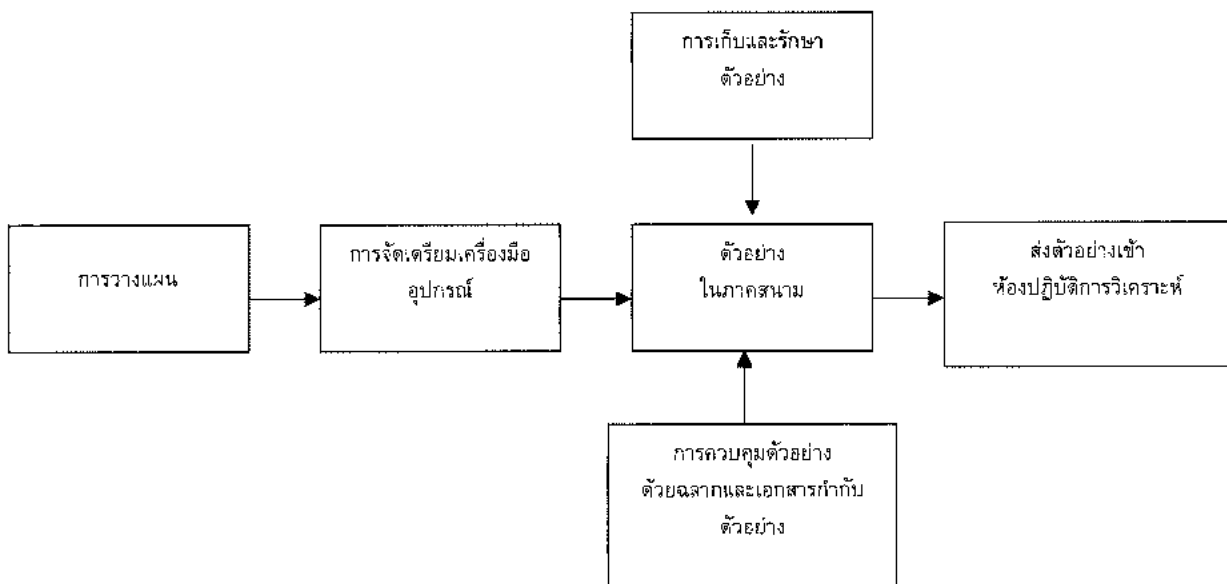 การเก็บและรักษา
ตัวอย่าง
การวางแผน
การจัดเตรียมเครื่องมือ
อุปกรณ์
ตัวอย่าง
ในภาคสนาม
ส่งตัวอย่างเข้า
ห้องปฏิบัติการวิเคราะห์
การควบคุมตัวอย่าง
ด้วยฉลากและเอกสารกำกับ
ตัวอย่าง